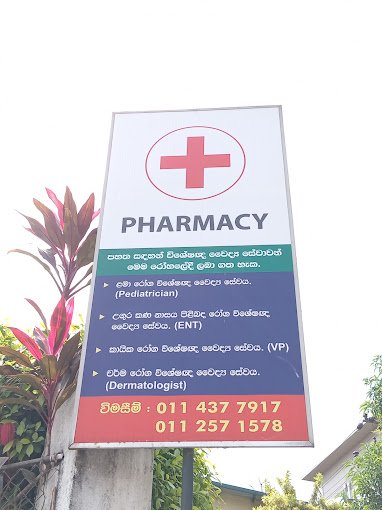 PHARMACY
පහත සඳහන් විශේෂඥ වෛද්‍ය සේවාවන්
මෙම රෝහලේදී ලබා ගත හැක.
ළමා රෝග විශේෂඥ වෛද්‍ය සේවය.
(Pediatrician)
උගුර කණ නාසය පිළිබඳ රෝග විශේෂඥ
වෛද්‍ය සේවය. (ENT)
කායික රෝග විශේෂඥ වෛද්‍ය සේවය. (VP)
චර්ම රෝග විශේෂඥ වෛද්‍ය සේවය.
(Dermatologist)
විමසීම් : 011 437 7917
011 257 1578